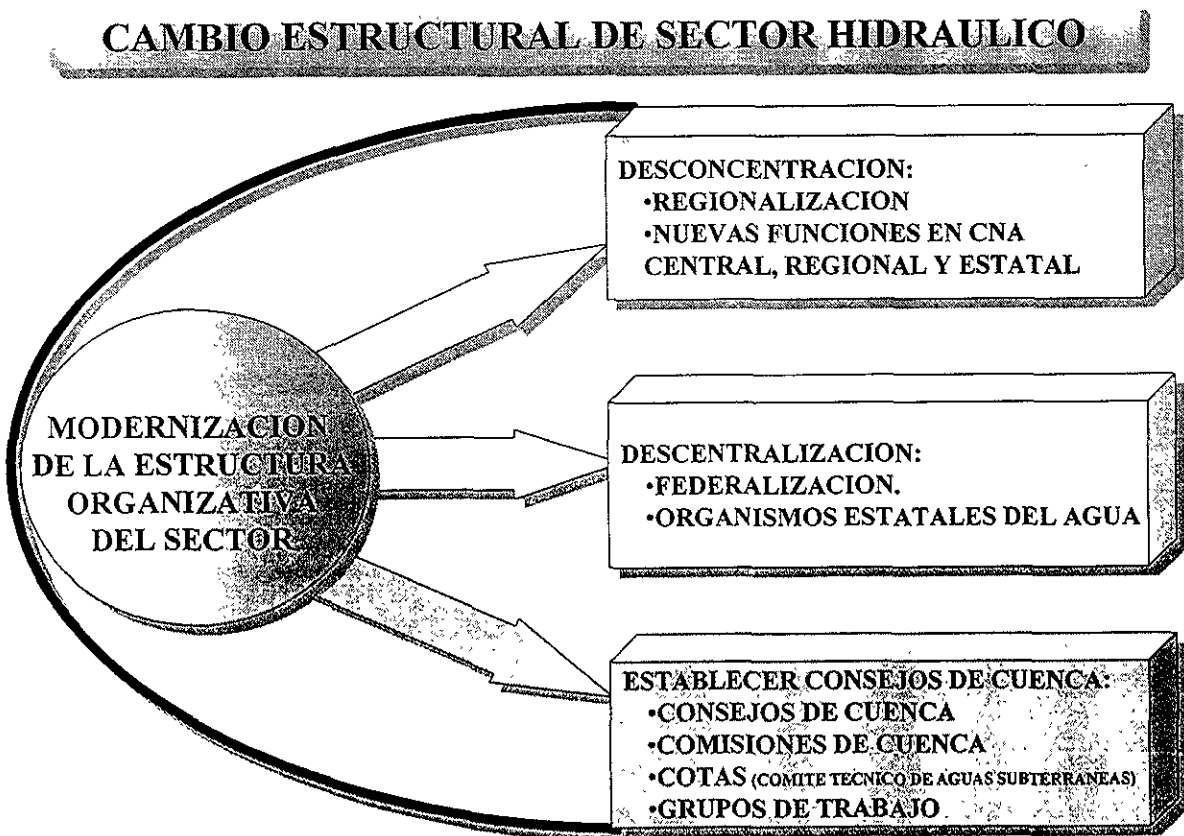 CAMBIO ESTRUCTURAL DE SECTOR HIDRAULICO
DESCONCENTRACION:
•REGIONALIZACION
•NUEVAS FUNCIONES EN CNA
CENTRAL, REGIONAL Y ESTATAL
MODERNIZACION
DE LA ESTRUCTURA
ORGANIZATIVA
DEL SECTOR
DESCENTRALIZACION:
•FEDERALIZACION.
•ORGANISMOS ESTATALES DEL AGUA
ESTABLECER CONSEJOS DE CUENCA:
•CONSEJOS DE CUENCA
•COMISIONES DE CUENCA
•COTAS (COMITE TECNICO DE AGUAS SUBTERRANEAS)
•GRUPOS DE TRABAJO